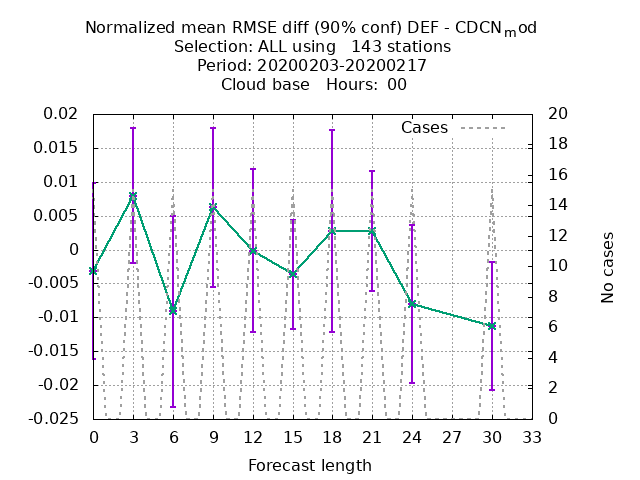 Normalized mean RMSE diff (90% conf) DEF - CDCNmod
Selection: ALL using   143 stations
Period: 20200203-20200217
Cloud base   Hours: 00
Cases
0.02
0.015
0.01
0.005
0
-0.005
-0.01
-0.015
-0.02
-0.025
20
18
16
14
12
10
8
6
4
2
0
No cases
0 3 6 9 12 15 18 21 24 27 30 33
Forecast length